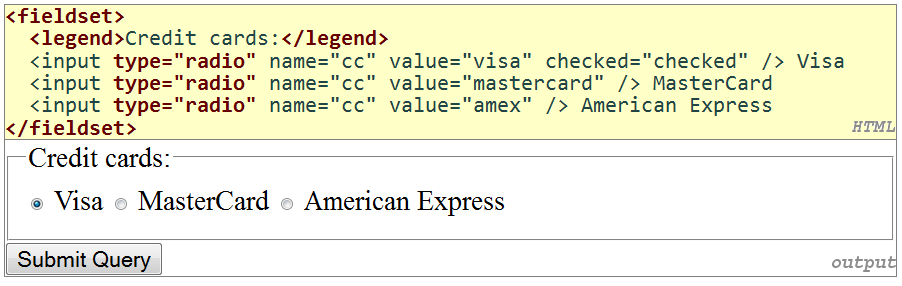 <fieldset>
  <legend>Credit cards:</legend>
  <input type="radio" name="cc" value="visa" checked="checked" /> Visa
  <input type="radio" name="cc" value="mastercard" /> MasterCard
  <input type="radio" name="cc" value="amex" /> American Express
</fieldset>
HTML
Credit cards:
Visa MasterCard American Express
Submit Query
output